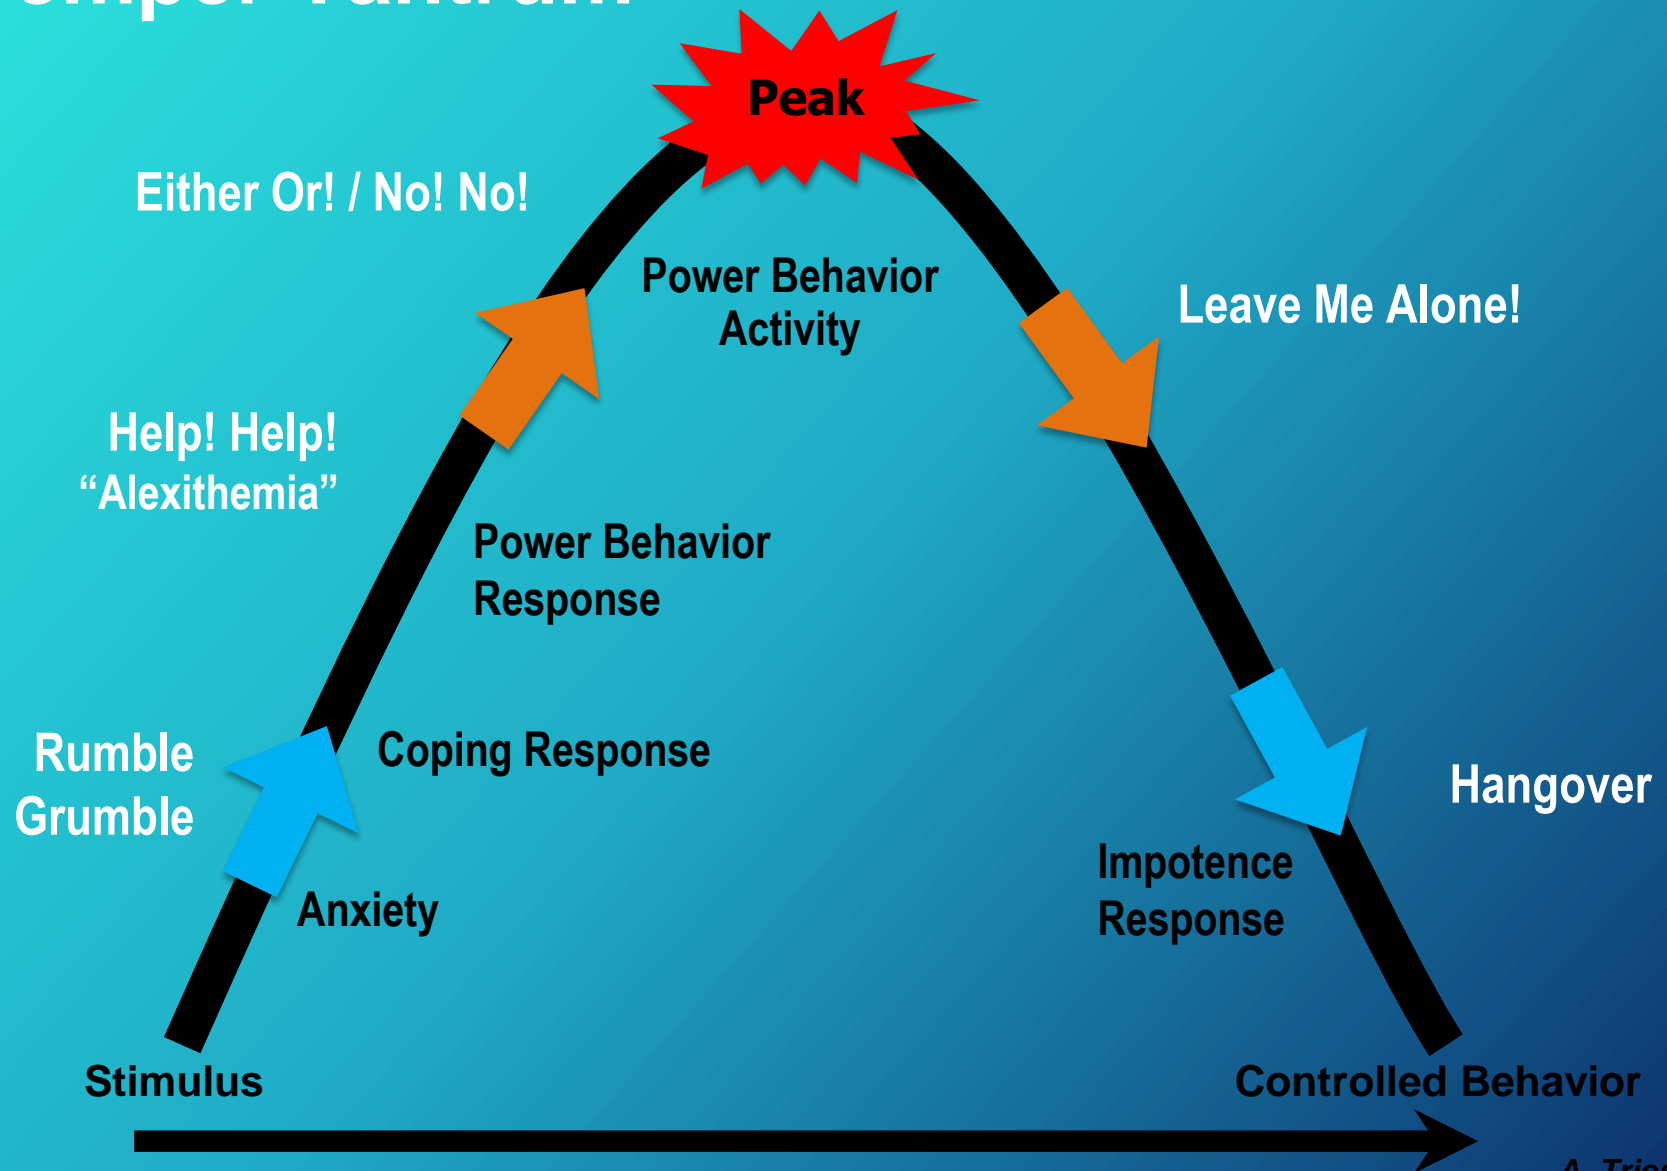 Tantrum
Peak
Either Or! / No! No!
Power Behavior
Activity
Leave Me Alone!
Help! Help!
“Alexithemia”
Power Behavior
Response
Rumble
Grumble
Coping Response
Hangover
Impotence
Response
Anxiety
Stimulus
Controlled Behavior
A.